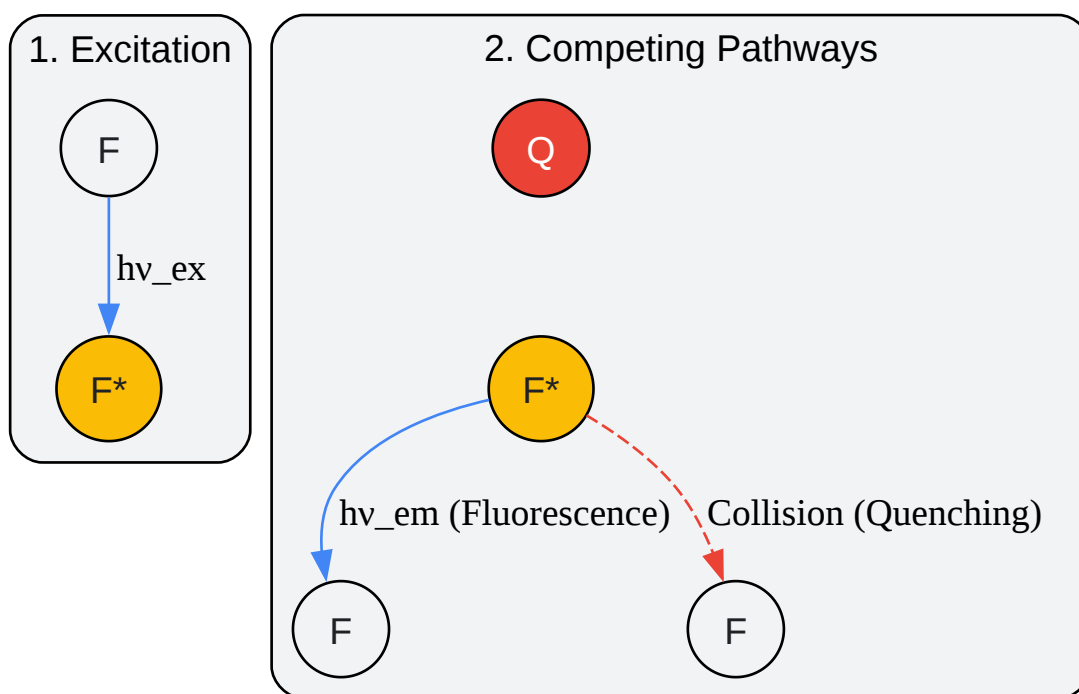 1. Excitation
F
hν_ex
F*
2. Competing Pathways
Q
F*
hν_em (Fluorescence)
Collision (Quenching)
F
F